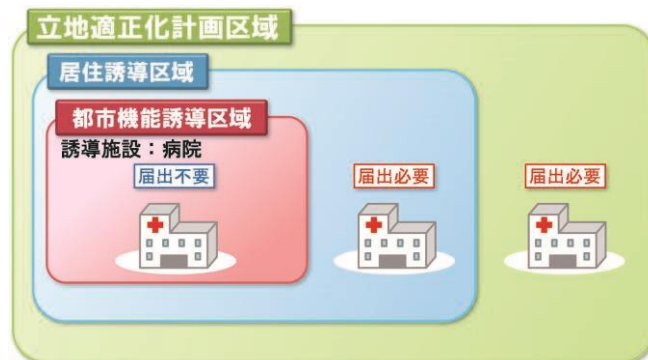 立地適正化計画区域
居住誘導区域
都市機能誘導区域
誘導施設：病院
届出不要
届出必要
届出必要